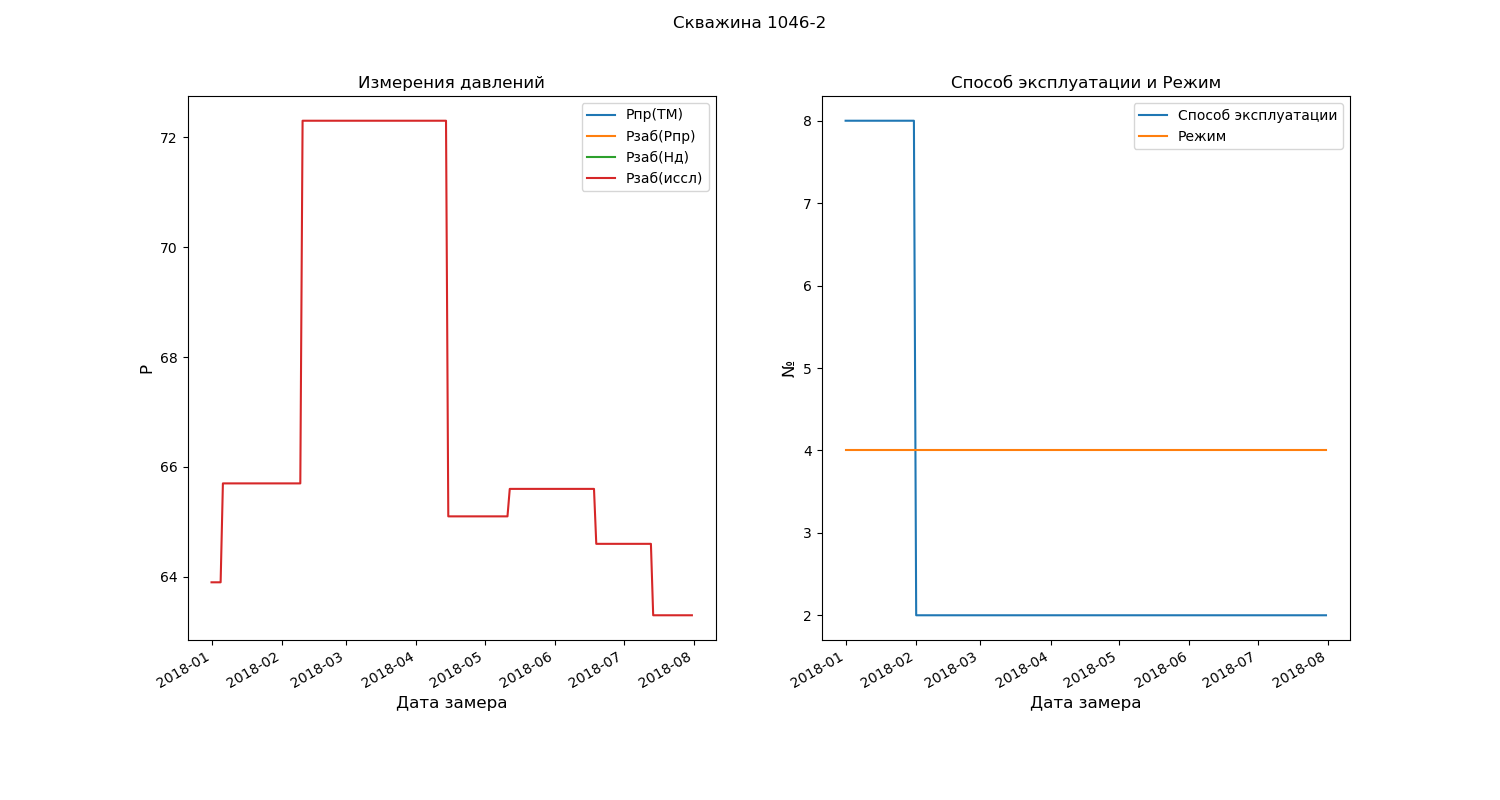 Скважина 1046-2
Измерения давлений
Рпр(ТМ)
Рзаб(Рпр)
Рзаб(Нд)
Рзаб(иссл)
72
70
68
66
64
Р
2018-01
2018-02
2018-03
2018-04
2018-05
2018-06
2018-07
2018-08
Дата замера
Способ эксплуатации и Режим
Способ эксплуатации
Режим
8
7
6
5
4
3
2
№
2018-01
2018-02
2018-03
2018-04
2018-05
2018-06
2018-07
2018-08
Дата замера